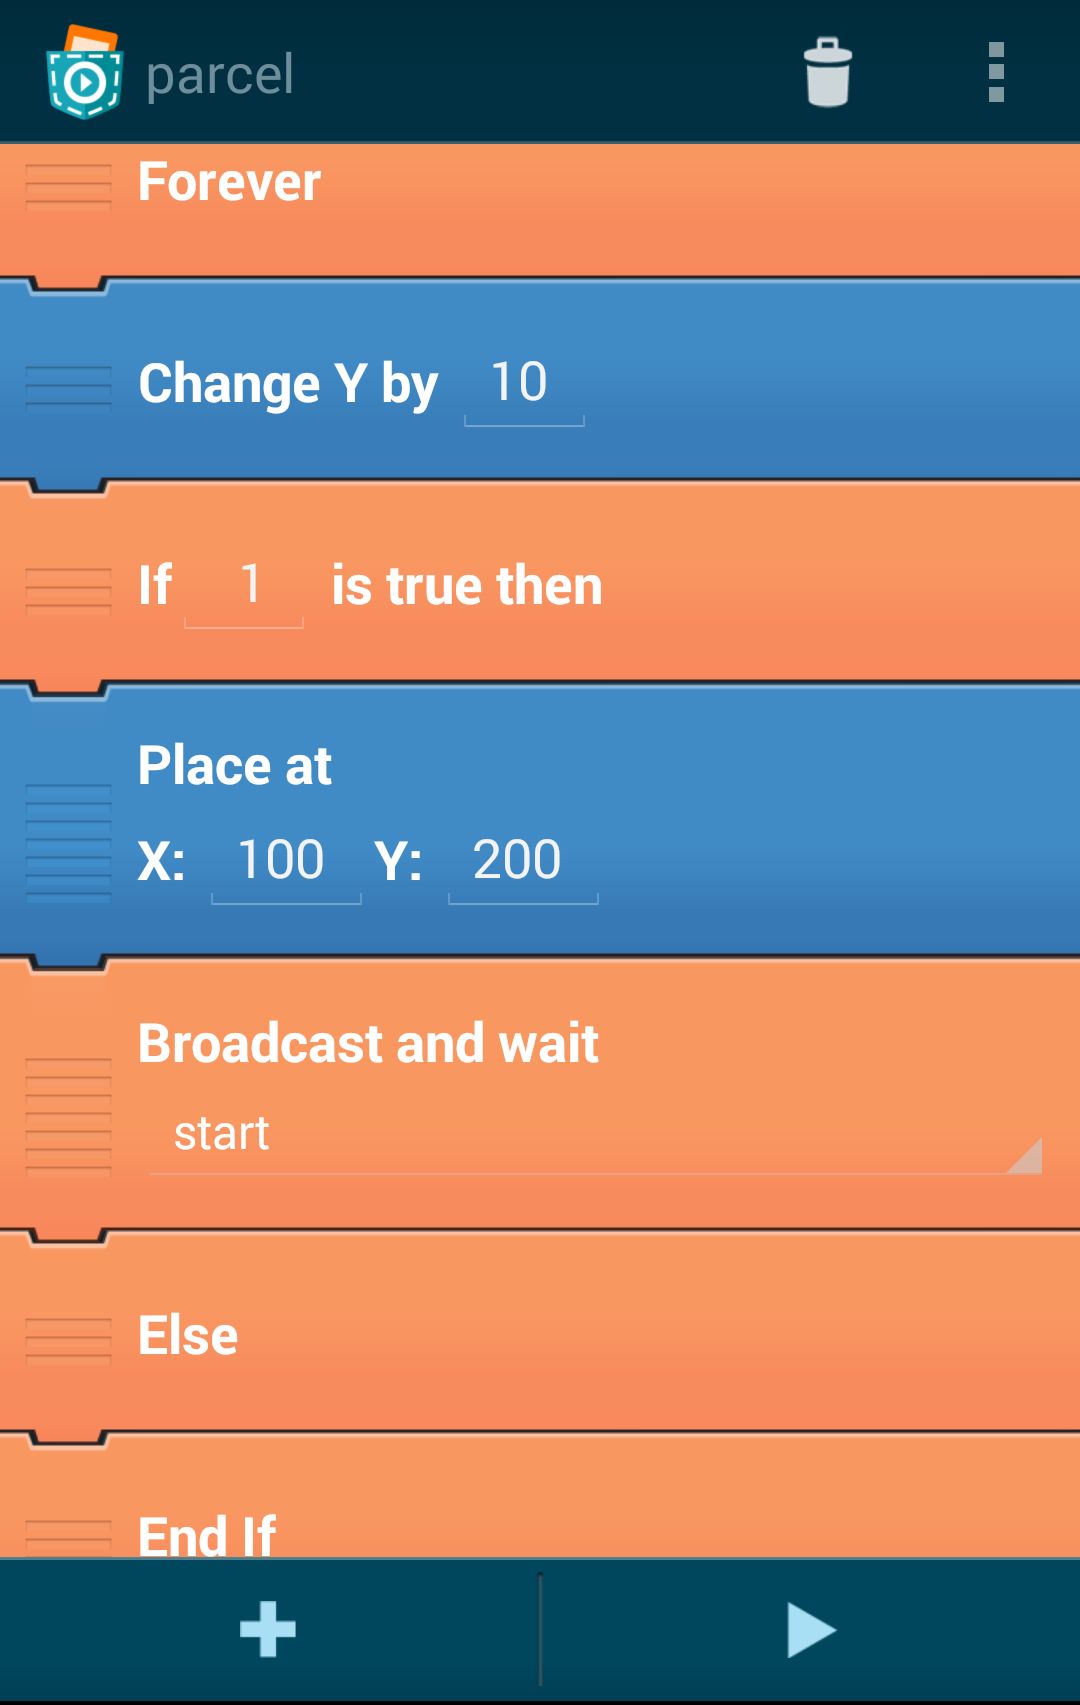 parcel
Forever
Change Y by 10
If 1 is true then
Place at
X: 100 Y: 200
Broadcast and wait
start
Else
End If